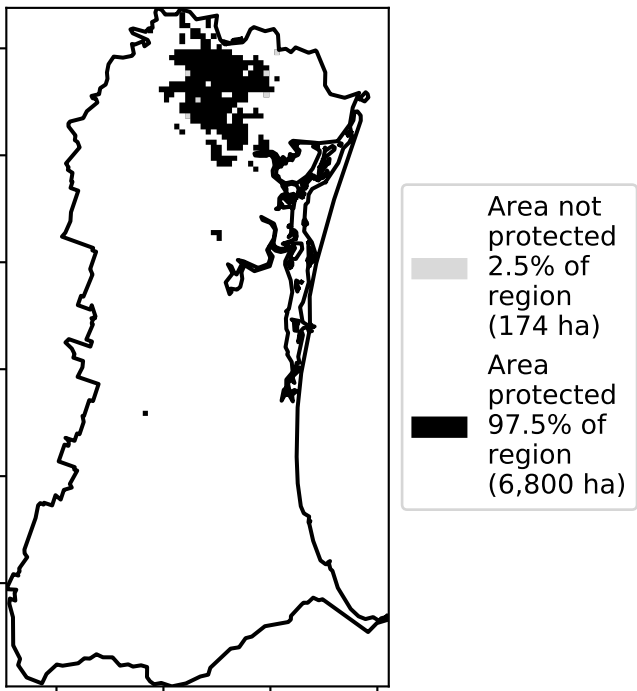 Area not
protected
2.5% of
region
(174 ha)
Area
protected
97.5% of
region
(6,800 ha)